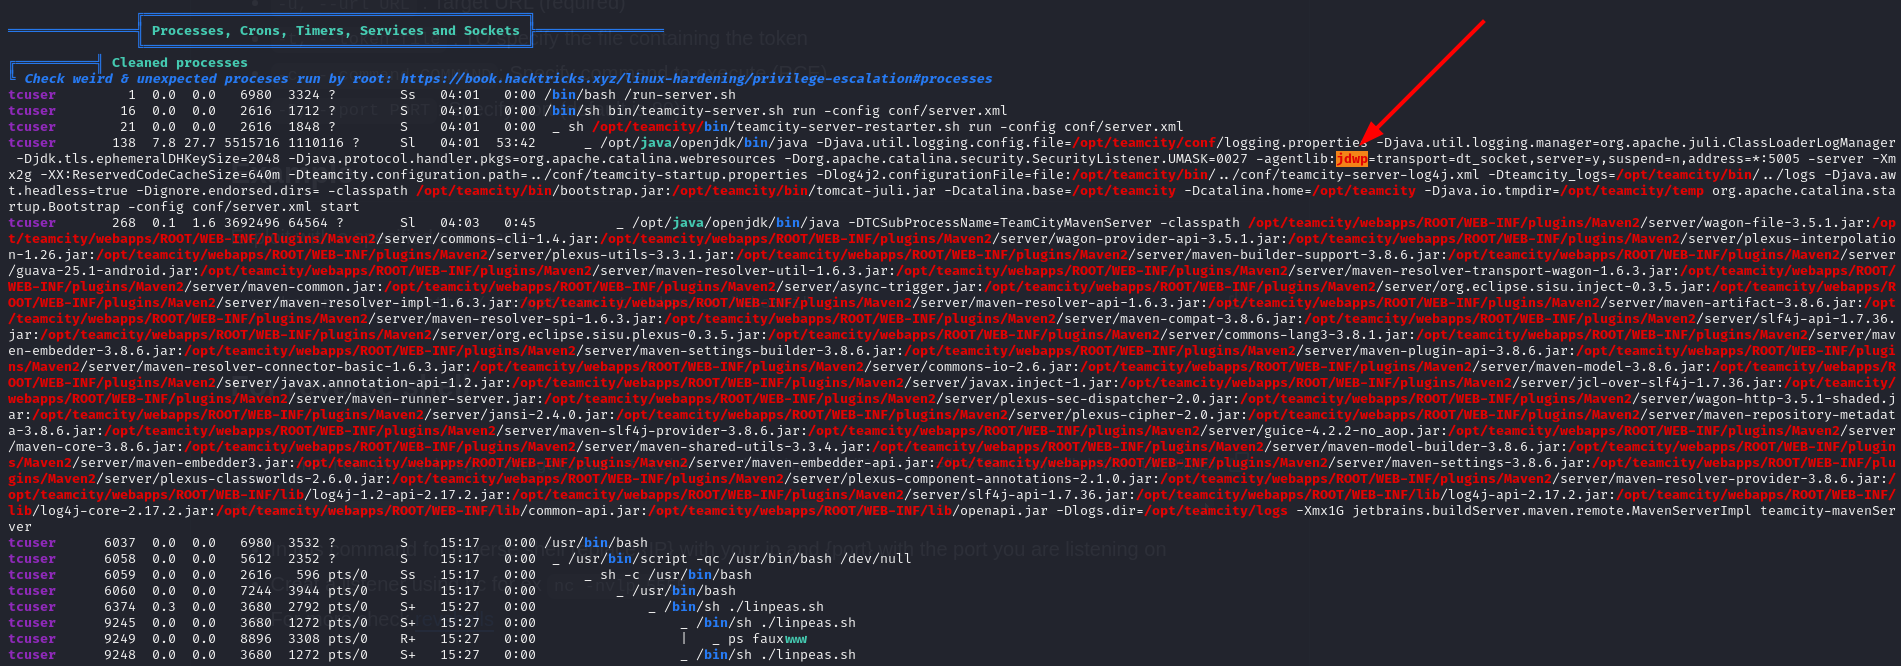 Processes, Crons, Timers, Services and Sockets
Cleaned processes
Check weird & unexpected proceses run by root: https://book.hacktricks.xyz/linux-hardening/privilege-escalation#processes
tcuser 1 0.0 0.0 6980 3324 ? Ss 04:01 0:00 /bin/bash /run-server.sh
tcuser 16 0.0 0.0 2616 1712 ? S 04:01 0:00 /bin/sh bin/teamcity-server.sh run -config conf/server.xml
tcuser 21 0.0 0.0 2616 1848 ? S 04:01 0:00 _ sh /opt/teamcity/bin/teamcity-server-restarter.sh run -config conf/server.xml
tcuser 138 7.8 27.7 5515716 1110116 ? Sl 04:01 53:42 _ /opt/java/openjdk/bin/java -Djava.util.logging.config.file=/opt/teamcity/conf/logging.properties -Djava.util.logging.manager=org.apache.juli.ClassLoaderLogManager
-Djdk.tls.ephemeralDHKeySize=2048 -Djava.protocol.handler.pkgs=org.apache.catalina.webresources -Dorg.apache.catalina.security.SecurityListener.UMASK=0027 -agentlib:jdwp=transport=dt_socket,server=y,suspend=n,address=*:5005 -server -Xm
x2g -XX:ReservedCodeCacheSize=640m -Dteamcity.configuration.path=../conf/teamcity-startup.properties -Dlog4j2.configurationFile=file:/opt/teamcity/bin/../conf/teamcity-server-log4j.xml -Dteamcity_logs=/opt/teamcity/bin/../logs -Djava.aw
t.headless=true -Dignore.endorsed.dirs= -classpath /opt/teamcity/bin/bootstrap.jar:/opt/teamcity/bin/tomcat-juli.jar -Dcatalina.base=/opt/teamcity -Dcatalina.home=/opt/teamcity -Djava.io.tmpdir=/opt/teamcity/temp org.apache.catalina.sta
rtup.Bootstrap -config conf/server.xml start
tcuser 268 0.1 1.6 3692496 64564 ? Sl 04:03 0:45 _ /opt/java/openjdk/bin/java -DTCSubProcessName=TeamCityMavenServer -classpath /opt/teamcity/webapps/ROOT/WEB-INF/plugins/Maven2/server/wagon-file-3.5.1.jar:/op
t/teamcity/webapps/ROOT/WEB-INF/plugins/Maven2/server/commons-cli-1.4.jar:/opt/teamcity/webapps/ROOT/WEB-INF/plugins/Maven2/server/wagon-provider-api-3.5.1.jar:/opt/teamcity/webapps/ROOT/WEB-INF/plugins/Maven2/server/plexus-interpolatio
n-1.26.jar:/opt/teamcity/webapps/ROOT/WEB-INF/plugins/Maven2/server/plexus-utils-3.3.1.jar:/opt/teamcity/webapps/ROOT/WEB-INF/plugins/Maven2/server/maven-builder-support-3.8.6.jar:/opt/teamcity/webapps/ROOT/WEB-INF/plugins/Maven2/server
/guava-25.1-android.jar:/opt/teamcity/webapps/ROOT/WEB-INF/plugins/Maven2/server/maven-resolver-util-1.6.3.jar:/opt/teamcity/webapps/ROOT/WEB-INF/plugins/Maven2/server/maven-resolver-transport-wagon-1.6.3.jar:/opt/teamcity/webapps/ROOT/
WEB-INF/plugins/Maven2/server/maven-common.jar:/opt/teamcity/webapps/ROOT/WEB-INF/plugins/Maven2/server/async-trigger.jar:/opt/teamcity/webapps/ROOT/WEB-INF/plugins/Maven2/server/org.eclipse.sisu.inject-0.3.5.jar:/opt/teamcity/webapps/R
OOT/WEB-INF/plugins/Maven2/server/maven-resolver-impl-1.6.3.jar:/opt/teamcity/webapps/ROOT/WEB-INF/plugins/Maven2/server/maven-resolver-api-1.6.3.jar:/opt/teamcity/webapps/ROOT/WEB-INF/plugins/Maven2/server/maven-artifact-3.8.6.jar:/opt
/teamcity/webapps/ROOT/WEB-INF/plugins/Maven2/server/maven-resolver-spi-1.6.3.jar:/opt/teamcity/webapps/ROOT/WEB-INF/plugins/Maven2/server/maven-compat-3.8.6.jar:/opt/teamcity/webapps/ROOT/WEB-INF/plugins/Maven2/server/slf4j-api-1.7.36.
jar:/opt/teamcity/webapps/ROOT/WEB-INF/plugins/Maven2/server/org.eclipse.sisu.plexus-0.3.5.jar:/opt/teamcity/webapps/ROOT/WEB-INF/plugins/Maven2/server/commons-lang3-3.8.1.jar:/opt/teamcity/webapps/ROOT/WEB-INF/plugins/Maven2/server/mav
en-embedder-3.8.6.jar:/opt/teamcity/webapps/ROOT/WEB-INF/plugins/Maven2/server/maven-settings-builder-3.8.6.jar:/opt/teamcity/webapps/ROOT/WEB-INF/plugins/Maven2/server/maven-plugin-api-3.8.6.jar:/opt/teamcity/webapps/ROOT/WEB-INF/plugi
ns/Maven2/server/maven-resolver-connector-basic-1.6.3.jar:/opt/teamcity/webapps/ROOT/WEB-INF/plugins/Maven2/server/commons-io-2.6.jar:/opt/teamcity/webapps/ROOT/WEB-INF/plugins/Maven2/server/maven-model-3.8.6.jar:/opt/teamcity/webapps/R
OOT/WEB-INF/plugins/Maven2/server/javax.annotation-api-1.2.jar:/opt/teamcity/webapps/ROOT/WEB-INF/plugins/Maven2/server/javax.inject-1.jar:/opt/teamcity/webapps/ROOT/WEB-INF/plugins/Maven2/server/jcl-over-slf4j-1.7.36.jar:/opt/teamcity/
webapps/ROOT/WEB-INF/plugins/Maven2/server/maven-runner-server.jar:/opt/teamcity/webapps/ROOT/WEB-INF/plugins/Maven2/server/plexus-sec-dispatcher-2.0.jar:/opt/teamcity/webapps/ROOT/WEB-INF/plugins/Maven2/server/wagon-http-3.5.1-shaded.j
ar:/opt/teamcity/webapps/ROOT/WEB-INF/plugins/Maven2/server/jansi-2.4.0.jar:/opt/teamcity/webapps/ROOT/WEB-INF/plugins/Maven2/server/plexus-cipher-2.0.jar:/opt/teamcity/webapps/ROOT/WEB-INF/plugins/Maven2/server/maven-repository-metadat
a-3.8.6.jar:/opt/teamcity/webapps/ROOT/WEB-INF/plugins/Maven2/server/maven-slf4j-provider-3.8.6.jar:/opt/teamcity/webapps/ROOT/WEB-INF/plugins/Maven2/server/guice-4.2.2-no_aop.jar:/opt/teamcity/webapps/ROOT/WEB-INF/plugins/Maven2/server
/maven-core-3.8.6.jar:/opt/teamcity/webapps/ROOT/WEB-INF/plugins/Maven2/server/maven-shared-utils-3.3.4.jar:/opt/teamcity/webapps/ROOT/WEB-INF/plugins/Maven2/server/maven-model-builder-3.8.6.jar:/opt/teamcity/webapps/ROOT/WEB-INF/plugin
s/Maven2/server/maven-embedder3.jar:/opt/teamcity/webapps/ROOT/WEB-INF/plugins/Maven2/server/maven-embedder-api.jar:/opt/teamcity/webapps/ROOT/WEB-INF/plugins/Maven2/server/maven-settings-3.8.6.jar:/opt/teamcity/webapps/ROOT/WEB-INF/plu
gins/Maven2/server/plexus-classworlds-2.6.0.jar:/opt/teamcity/webapps/ROOT/WEB-INF/plugins/Maven2/server/plexus-component-annotations-2.1.0.jar:/opt/teamcity/webapps/ROOT/WEB-INF/plugins/Maven2/server/maven-resolver-provider-3.8.6.jar:/
opt/teamcity/webapps/ROOT/WEB-INF/lib/log4j-1.2-api-2.17.2.jar:/opt/teamcity/webapps/ROOT/WEB-INF/plugins/Maven2/server/slf4j-api-1.7.36.jar:/opt/teamcity/webapps/ROOT/WEB-INF/lib/log4j-api-2.17.2.jar:/opt/teamcity/webapps/ROOT/WEB-INF/
lib/log4j-core-2.17.2.jar:/opt/teamcity/webapps/ROOT/WEB-INF/lib/common-api.jar:/opt/teamcity/webapps/ROOT/WEB-INF/lib/openapi.jar -Dlogs.dir=/opt/teamcity/logs -Xmx1G jetbrains.buildServer.maven.remote.MavenServerImpl teamcity-mavenSer
ver
tcuser 6037 0.0 0.0 6980 3532 ? S 15:17 0:00 /usr/bin/bash
tcuser 6058 0.0 0.0 5612 2352 ? S 15:17 0:00 _ /usr/bin/script -qc /usr/bin/bash /dev/null
tcuser 6059 0.0 0.0 2616 596 pts/0 Ss 15:17 0:00 _ sh -c /usr/bin/bash
tcuser 6060 0.0 0.0 7244 3944 pts/0 S 15:17 0:00 _ /usr/bin/bash
tcuser 6374 0.3 0.0 3680 2792 pts/0 S+ 15:27 0:00 _ /bin/sh ./linpeas.sh
tcuser 9245 0.0 0.0 3680 1272 pts/0 S+ 15:27 0:00 _ /bin/sh ./linpeas.sh
tcuser 9249 0.0 0.0 8896 3308 pts/0 R+ 15:27 0:00 | _ ps fauxwww
tcuser 9248 0.0 0.0 3680 1272 pts/0 S+ 15:27 0:00 _ /bin/sh ./linpeas.sh